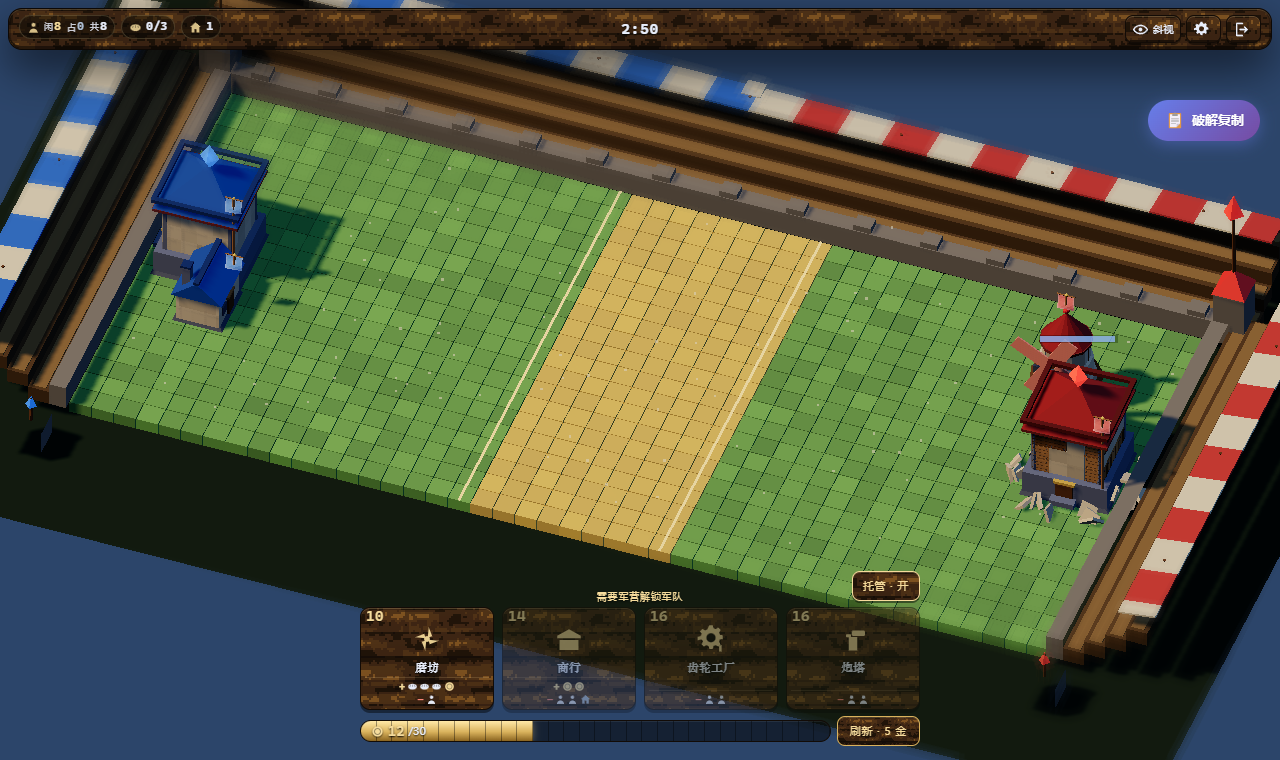 闲8 占0 共8
0/3
1
2:50
斜视
破解复制
托管 · 开
需要军营解锁军队
10
磨坊
14
商行
16
齿轮工厂
16
炮塔
12 /30
刷新 · 5 金